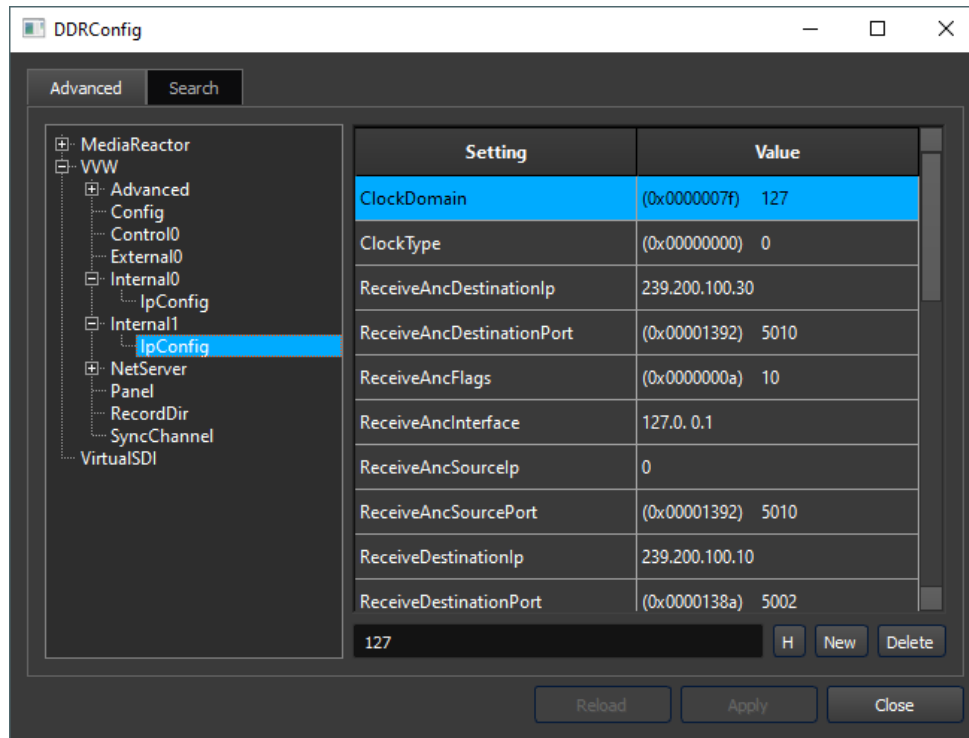 DDRConfig
Advanced
Search
MediaReactor
VVW
Advanced
Config
Control0
External0
Internal0
IpConfig
Internal1
IpConfig
NetServer
Panel
RecordDir
SyncChannel
VirtualSDI
Setting Value
ClockDomain (0x0000007f) 127
ClockType (0x00000000) 0
ReceiveAncDestinationIp 239.200.100.30
ReceiveAncDestinationPort (0x00001392) 5010
ReceiveAncFlags (0x0000000a) 10
ReceiveAncInterface 127.0. 0.1
ReceiveAncSourceIp 0
ReceiveAncSourcePort (0x00001392) 5010
ReceiveDestinationIp 239.200.100.10
ReceiveDestinationPort (0x0000138a) 5002
127
H
New
Delete
Reload
Apply
Close